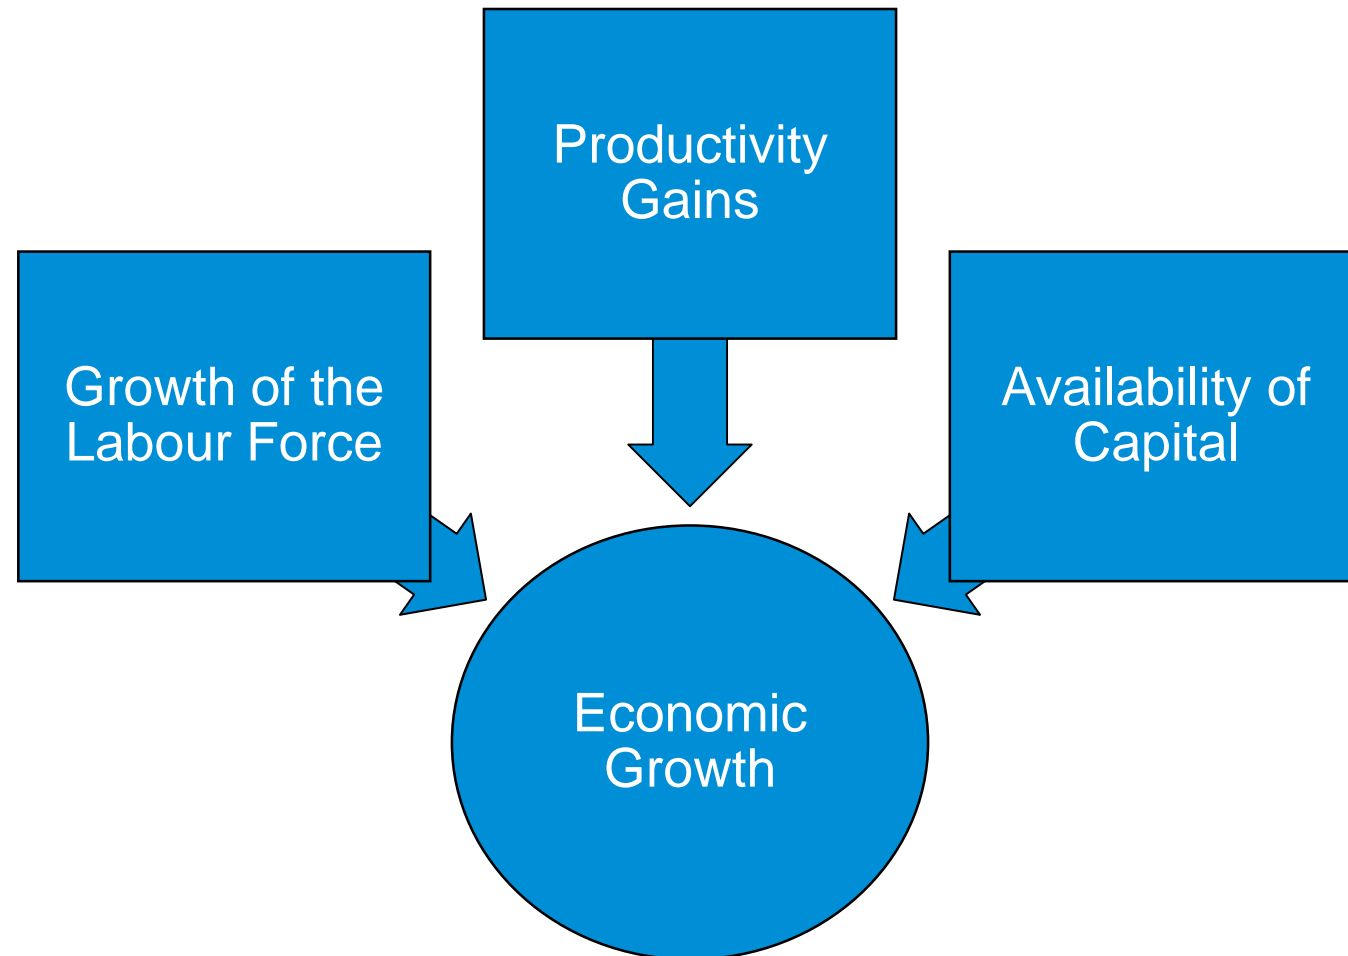 Productivity
Gains
Growth of the
Labour Force
Availability of
Capital
Economic
Growth